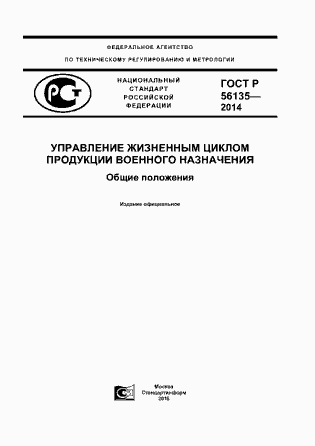 ФЕДЕРАЛЬНОЕ АГЕНТСТВО
ПО ТЕХНИЧЕСКОМУ РЕГУЛИРОВАНИЮ И МЕТРОЛОГИИ
РСТ
НАЦИОНАЛЬНЫЙ
СТАНДАРТ
РОССИЙСКОЙ
ФЕДЕРАЦИИ
ГОСТ Р
56135—
2014
УПРАВЛЕНИЕ ЖИЗНЕННЫМ ЦИКЛОМ
ПРОДУКЦИИ ВОЕННОГО НАЗНАЧЕНИЯ
Общие положения
Издание официальное
Москва
Стандартинформ
2015